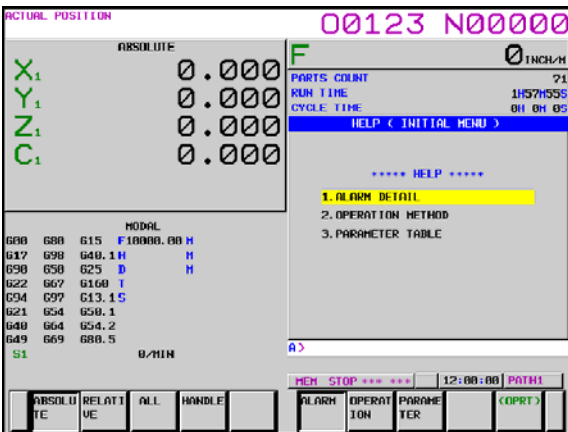 ACTUAL POSITION
O0123 N00000
ABSOLUTE
X1 0.000
Y1 0.000
Z1 0.000
C1 0.000
F 0 INCH/M
PARTS COUNT 71
RUN TIME 1H57M55S
CYCLE TIME 0H 0M 0S
HELP ( INITIAL MENU )
***** HELP *****
1.ALARM DETAIL
2.OPERATION METHOD
3.PARAMETER TABLE
MODAL
G00 G80 G15 F10000.00 M
G17 G98 G40.1 H M
G90 G50 G25 D M
G22 G67 G160 T
G94 G97 G13.1 S
G21 G54 G50.1
G40 G64 G54.2
G49 G69 G80.5
S1 0/MIN
A>
MEM STOP *** *** 12:00:00 PATH1
ABSOLUTE RELATIVE ALL HANDLE
ALARM OPERATION PARAMETER (OPRT)